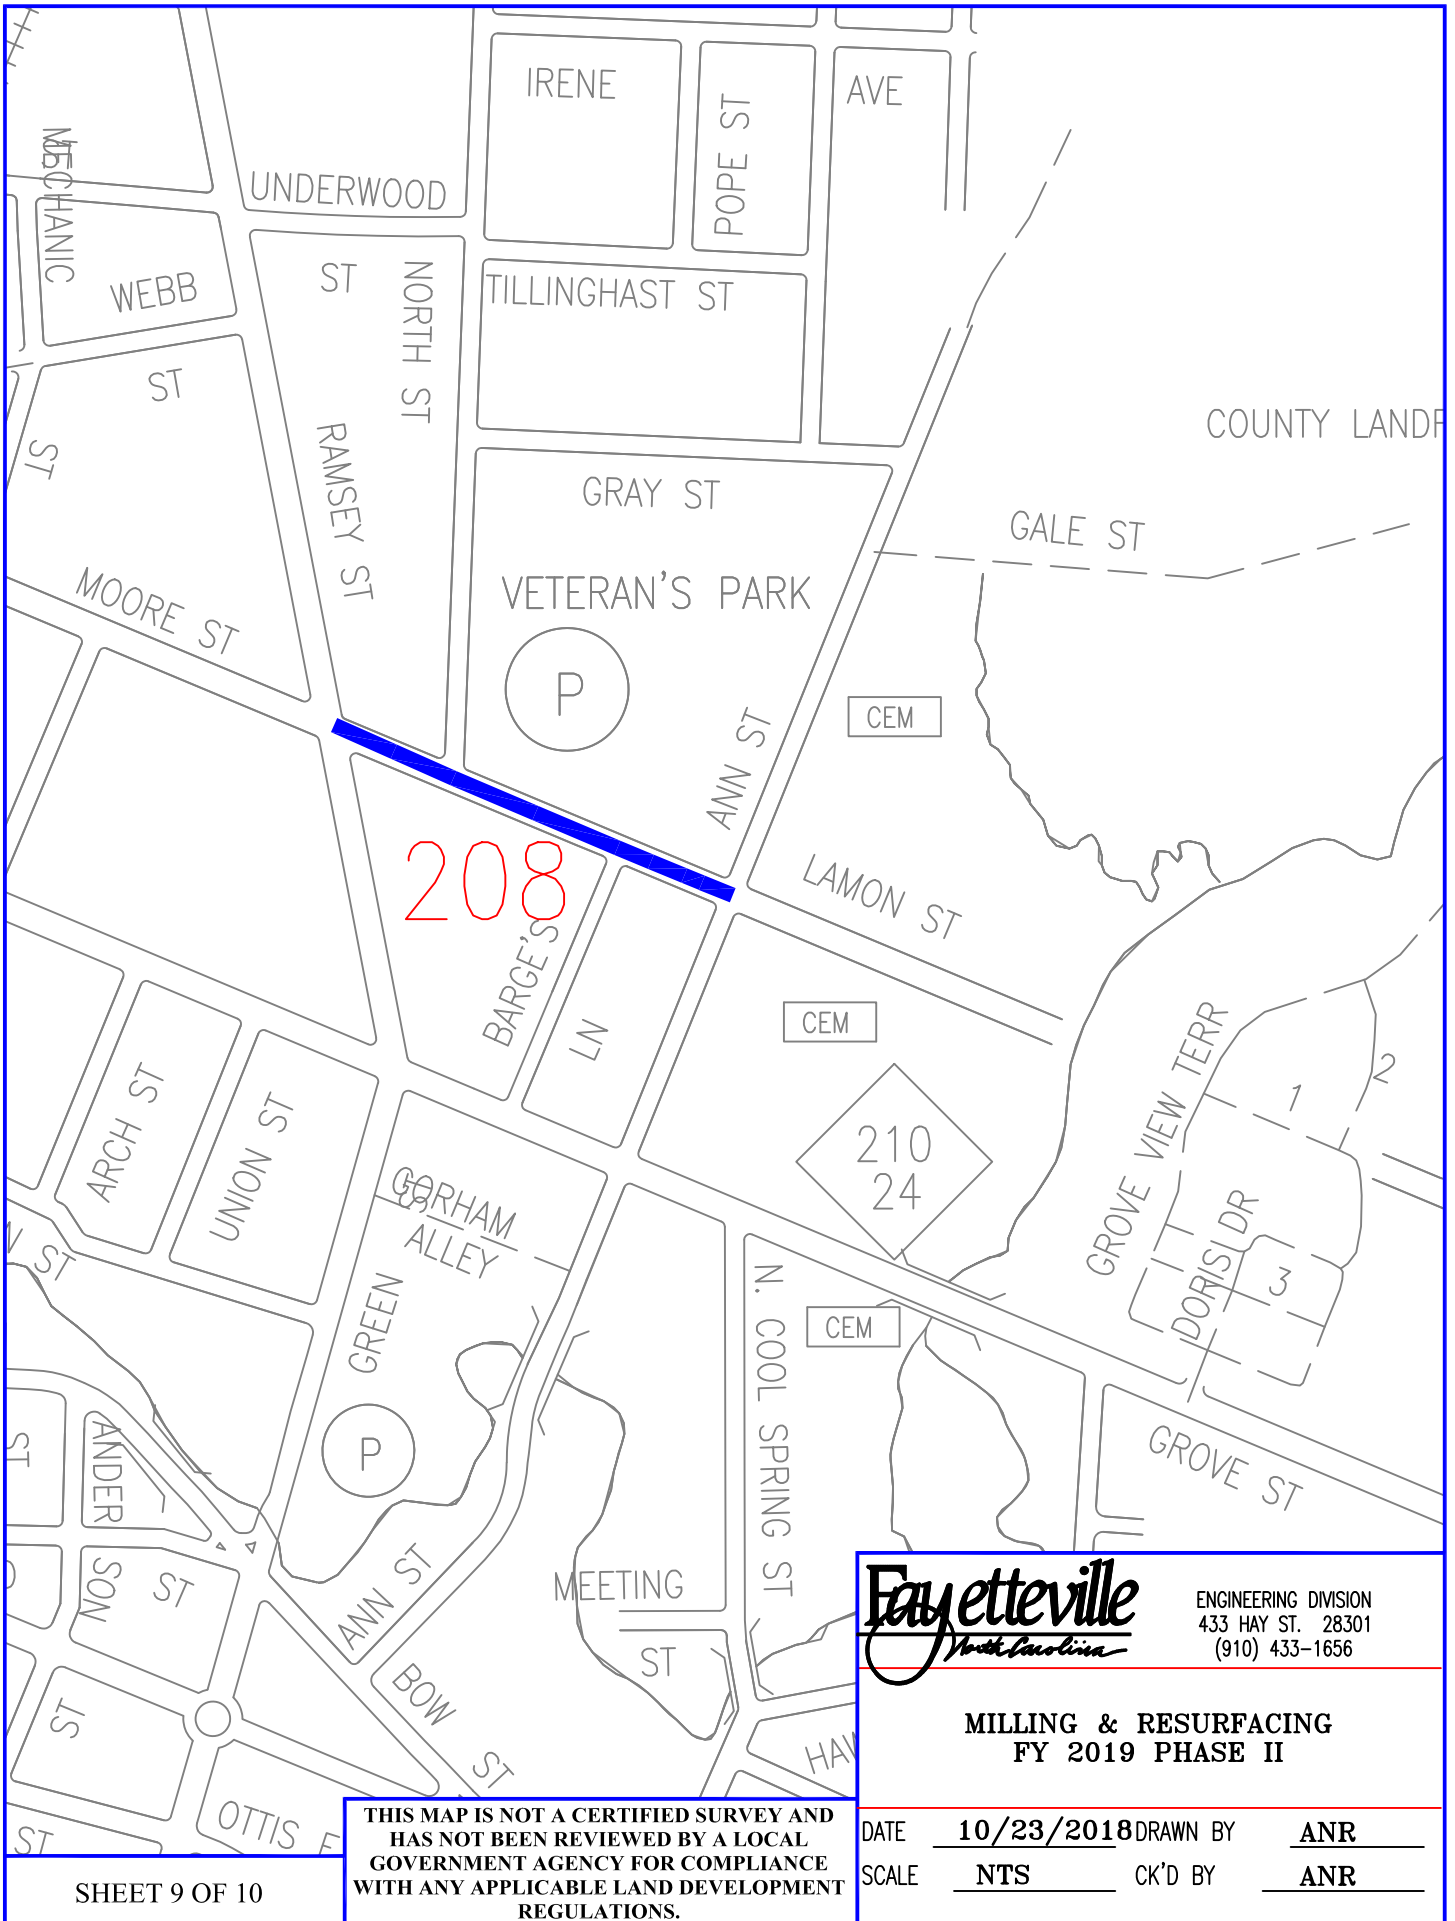 IRENE
AVE
POPE ST
MECHANIC
UNDERWOOD
ST
NORTH ST
WEBB
ST
TILLINGHAST ST
ST
RAMSEY ST
COUNTY LANDF
GRAY ST
GALE ST
MOORE ST
VETERAN'S PARK
P
CEM
ANN ST
208
LAMON ST
BARGE'S
LN
CEM
ARCH ST
UNION ST
210
24
GROVE VIEW TERR
1
2
3
DORIS DR
GORHAM
ALLEY
ST
GREEN
N. COOL SPRING ST
CEM
P
ST
ANDER
SON
ST
GROVE ST
ANN ST
MEETING
ST
BOW
ST
ST
HAW
OTTIS F
ST
Fayetteville
North Carolina
ENGINEERING DIVISION
433 HAY ST. 28301
(910) 433-1656
MILLING & RESURFACING
FY 2019 PHASE II
DATE 10/23/2018 DRAWN BY ANR
SCALE NTS CK'D BY ANR
THIS MAP IS NOT A CERTIFIED SURVEY AND
HAS NOT BEEN REVIEWED BY A LOCAL
GOVERNMENT AGENCY FOR COMPLIANCE
WITH ANY APPLICABLE LAND DEVELOPMENT
REGULATIONS.
SHEET 9 OF 10